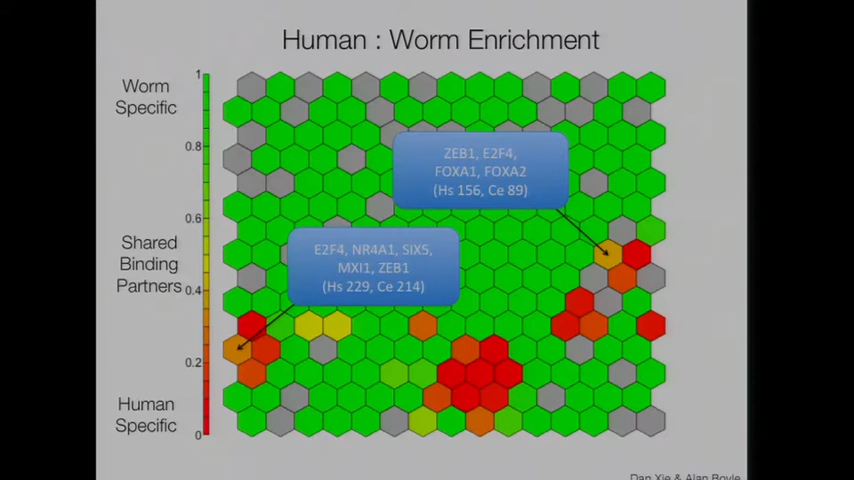 Human : Worm Enrichment
Worm
Specific
Shared
Binding
Partners
Human
Specific
1
0.8
0.6
0.4
0.2
0
ZEB1, E2F4,
FOXA1, FOXA2
(Hs 156, Ce 89)
E2F4, NR4A1, SIX5,
MXI1, ZEB1
(Hs 229, Ce 214)
Dan Xie & Alan Boyle